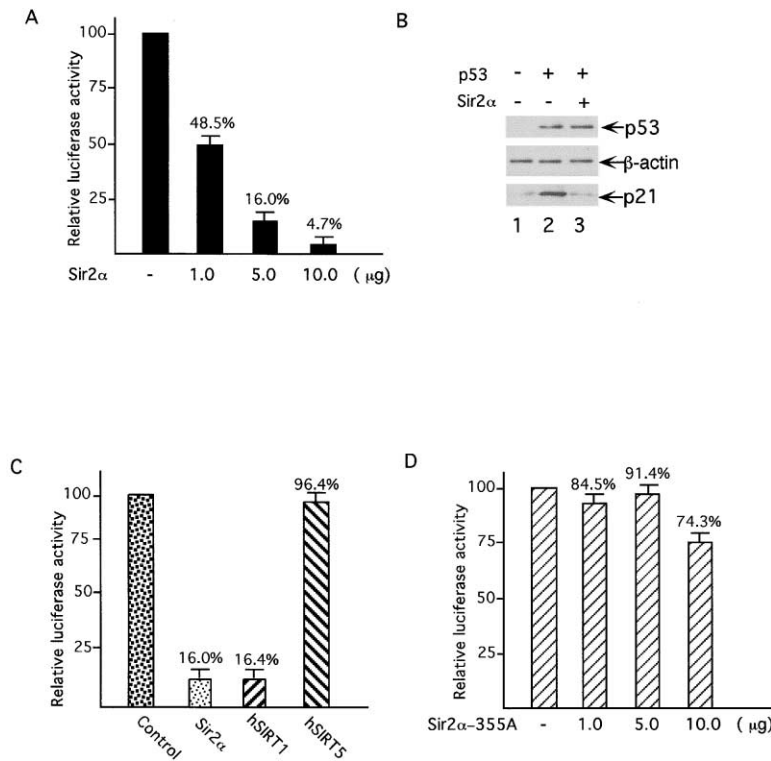 A
Relative luciferase activity
100
75
50
25
48.5%
16.0%
4.7%
Sir2α - 1.0 5.0 10.0 ( μg)
B
p53 - + +
Sir2α - - +
p53
β-actin
p21
1 2 3
C
Relative luciferase activity
100
75
50
25
16.0%
16.4%
96.4%
Control
Sir2α
hSIRT1
hSIRT5
D
Relative luciferase activity
100
75
50
25
84.5%
91.4%
74.3%
Sir2α-355A - 1.0 5.0 10.0 ( μg)